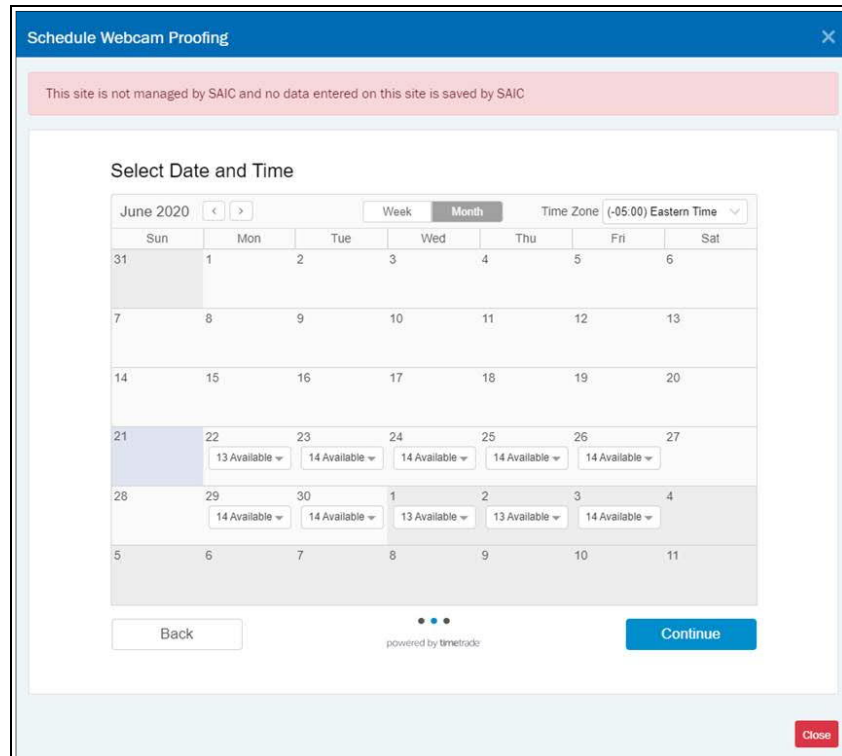 Schedule Webcam Proofing
This site is not managed by SAIC and no data entered on this site is saved by SAIC
Select Date and Time
June 2020 < > Week Month Time Zone (-05:00) Eastern Time
Sun Mon Tue Wed Thu Fri Sat
31 1 2 3 4 5 6
7 8 9 10 11 12 13
14 15 16 17 18 19 20
21 22 23 24 25 26 27
13 Available 14 Available 14 Available 14 Available 14 Available
28 29 30 1 2 3 4
14 Available 14 Available 13 Available 13 Available 14 Available
5 6 7 8 9 10 11
Back Continue
powered by timetrade
Close